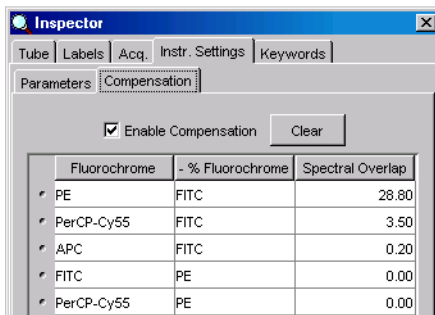 Inspector
Tube Labels Acq. Instr. Settings Keywords
Parameters Compensation
Enable Compensation Clear
Fluorochrome - % Fluorochrome Spectral Overlap
PE FITC 28.80
PerCP-Cy55 FITC 3.50
APC FITC 0.20
FITC PE 0.00
PerCP-Cy55 PE 0.00